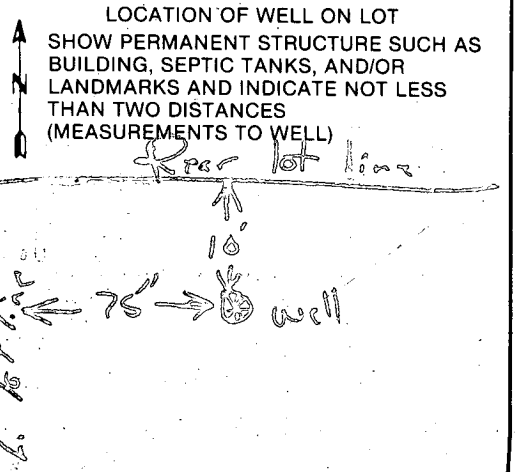 LOCATION OF WELL ON LOT
SHOW PERMANENT STRUCTURE SUCH AS
BUILDING, SEPTIC TANKS, AND/OR
N LANDMARKS AND INDICATE NOT LESS
THAN TWO DISTANCES
(MEASUREMENTS TO WELL)
Rear lot line
10'
75" well